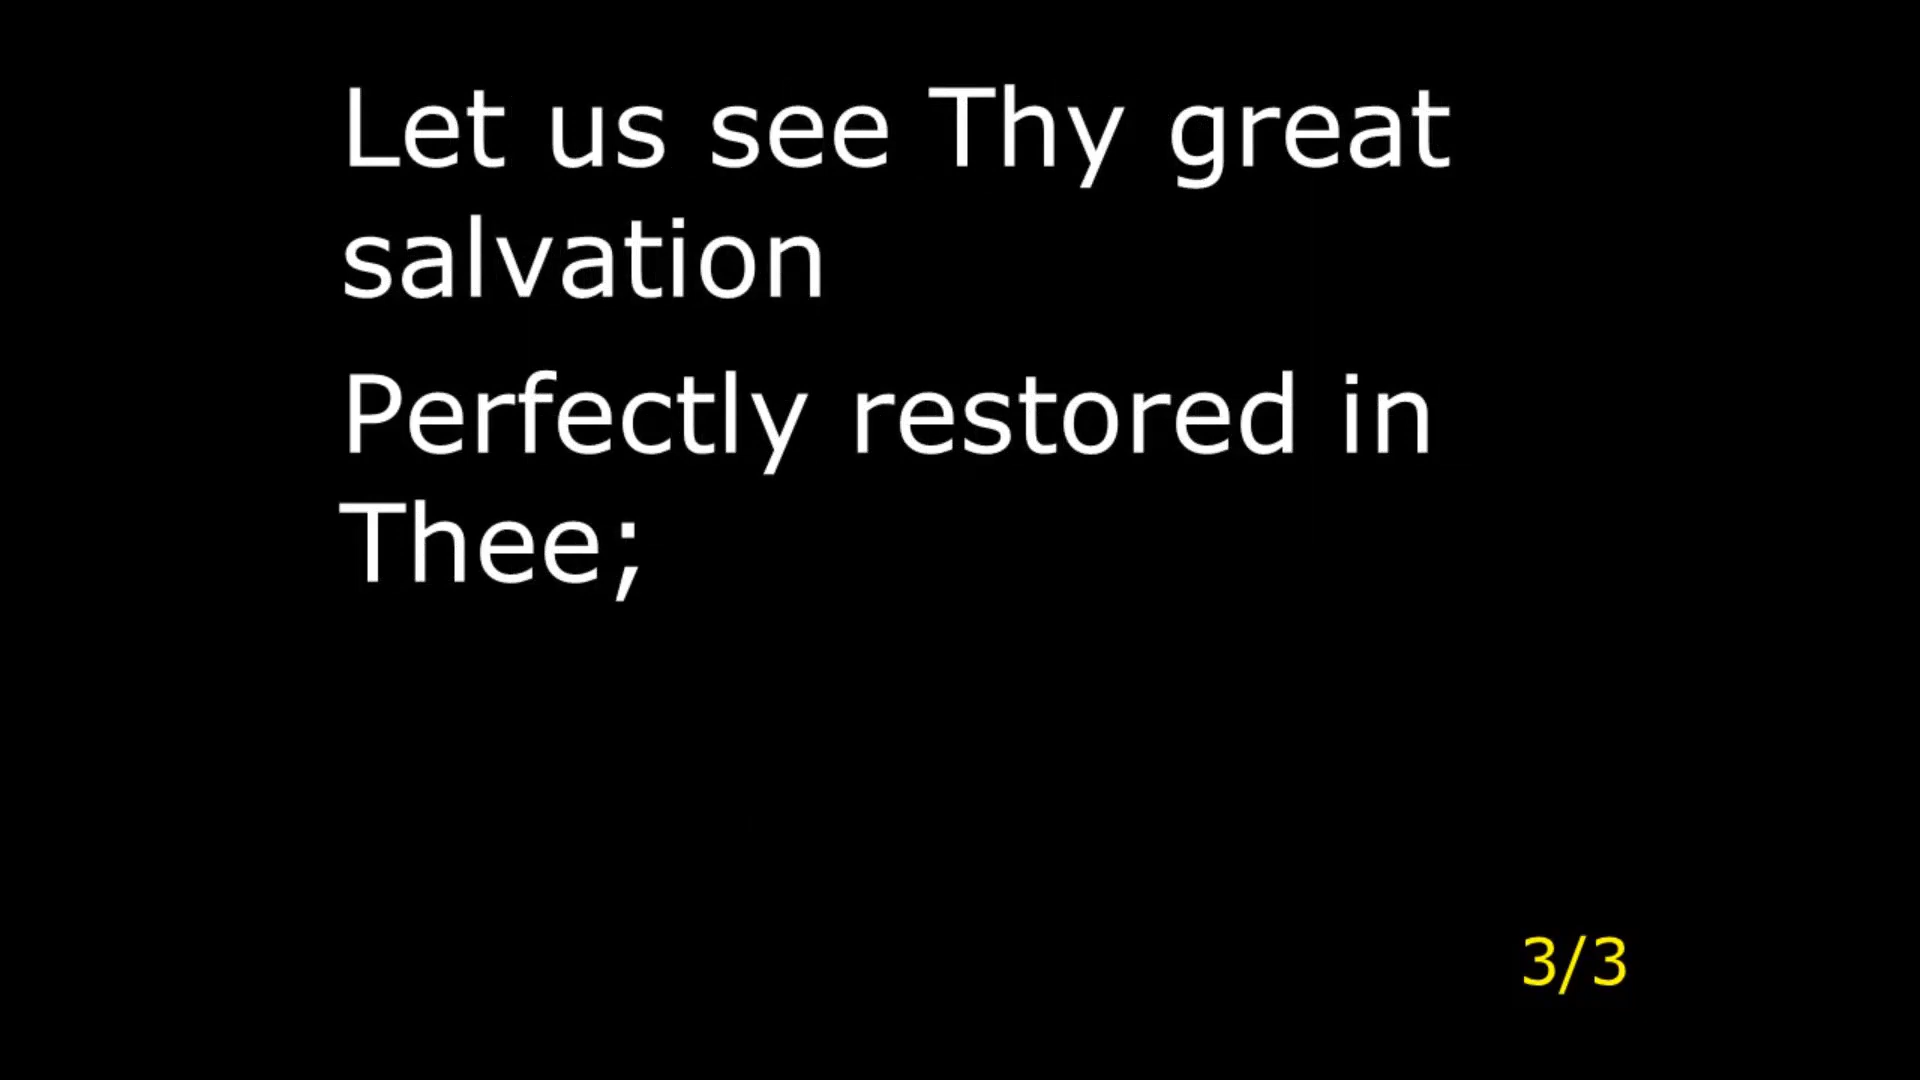 Let us see Thy great
salvation
Perfectly restored in
Thee;
3/3